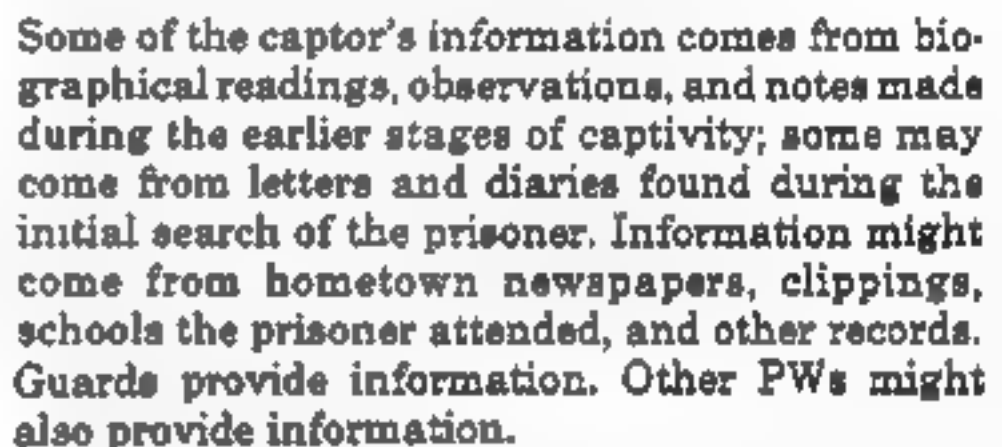 Some of the captor's information comes from bio-
graphical readings, observations, and notes made
during the earlier stages of captivity; some may
come from letters and diaries found during the
initial search of the prisoner. Information might
come from hometown newspapers, clippings,
schools the prisoner attended, and other records.
Guards provide information. Other PWs might
also provide information.